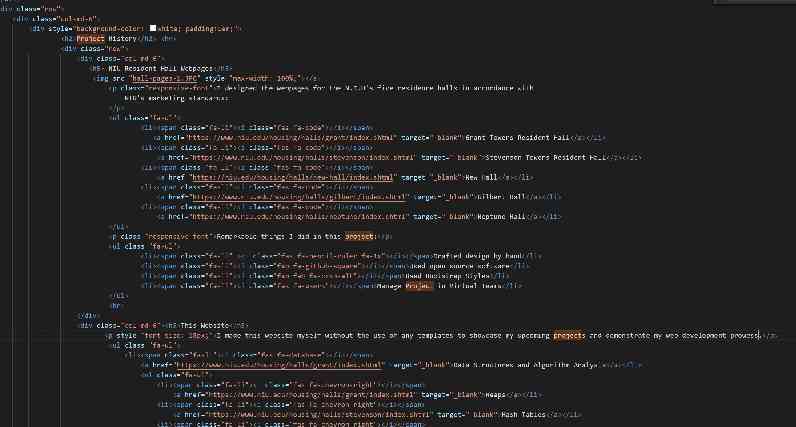 <div class="row">
<div class="col-md-6">
<div style="background-color: white; padding:1em;">
<h2>Project History</h2> <hr>
<div class="row">
<div class="col-md-6">
<h5> NIU Resident Hall Webpages</h5>
<img src="hall-pages-1.JPG" style="max-width: 100%;"></a>
<p class="responsive-font">I designed the webpages for the N.I.U's five residence halls in accordance with
NIU's marketing standards:
</p>
<ul class="fa-ul">
<li><span class="fa-li"><i class="fas fa-code"></i></span>
<a href="https://www.niu.edu/housing/halls/grant/index.shtml" target="_blank">Grant Towers Resident Hall</a></li>
<li><span class="fa-li"><i class="fas fa-code"></i></span>
<a href="https://www.niu.edu/housing/halls/stevenson/index.shtml" target="_blank">Stevenson Towers Resident Hall</a></li>
<li><span class="fa-li"><i class="fas fa-code"></i></span>
<a href="https://niu.edu/housing/halls/new-hall/index.shtml" target="_blank">New Hall</a></li>
<li><span class="fa-li"><i class="fas fa-code"></i></span>
<a href="https://www.niu.edu/housing/halls/gilbert/index.shtml" target="_blank">Gilbert Hall</a></li>
<li><span class="fa-li"><i class="fas fa-code"></i></span>
<a href="https://www.niu.edu/housing/halls/neptune/index.shtml" target="_blank">Neptune Hall</a></li>
</ul>
<p class="responsive-font">Remarkable things I did in this project:</p>
<ul class="fa-ul">
<li><span class="fa-li"><i class="fas fa-pencil-ruler fa-1x"></i></span>Drafted design by hand</li>
<li><span class="fa-li"><i class="fab fa-github-square"></i></span>Used open source software</li>
<li><span class="fa-li"><i class="fab fa-"></i></span>Used Bootstrap Styles</li>
<li><span class="fa-li"><i class="fas fa-users"></i></span>Manage Project in Virtual Teams</li>
</ul>
<hr>
</div>
<div class="col-md-6"><h5>This Website</h5>
<p style="font-size: 18px;">I made this website myself without the use of any templates to showcase my upcoming projects and demonstrate my web development prowess.</p>
<ul class="fa-ul">
<li><span class="fa-li"><i class="fas fa-database"></i></span>
<a href="https://www.niu.edu/housing/halls/grant/index.shtml" target="_blank">Data Structures and Algorithm Analysis</a></li>
<ul class="fa-ul">
<li><span class="fa-li"><i class="fas fa-chevron-right"></i></span>
<a href="https://www.niu.edu/housing/halls/grant/index.shtml" target="_blank">Heaps</a></li>
<li><span class="fa-li"><i class="fas fa-chevron-right"></i></span>
<a href="https://www.niu.edu/housing/halls/stevenson/index.shtml" target="_blank">Hash Tables</a></li>
<li><span class="fa-li"><i class="fas fa-chevron-right"></i></span>